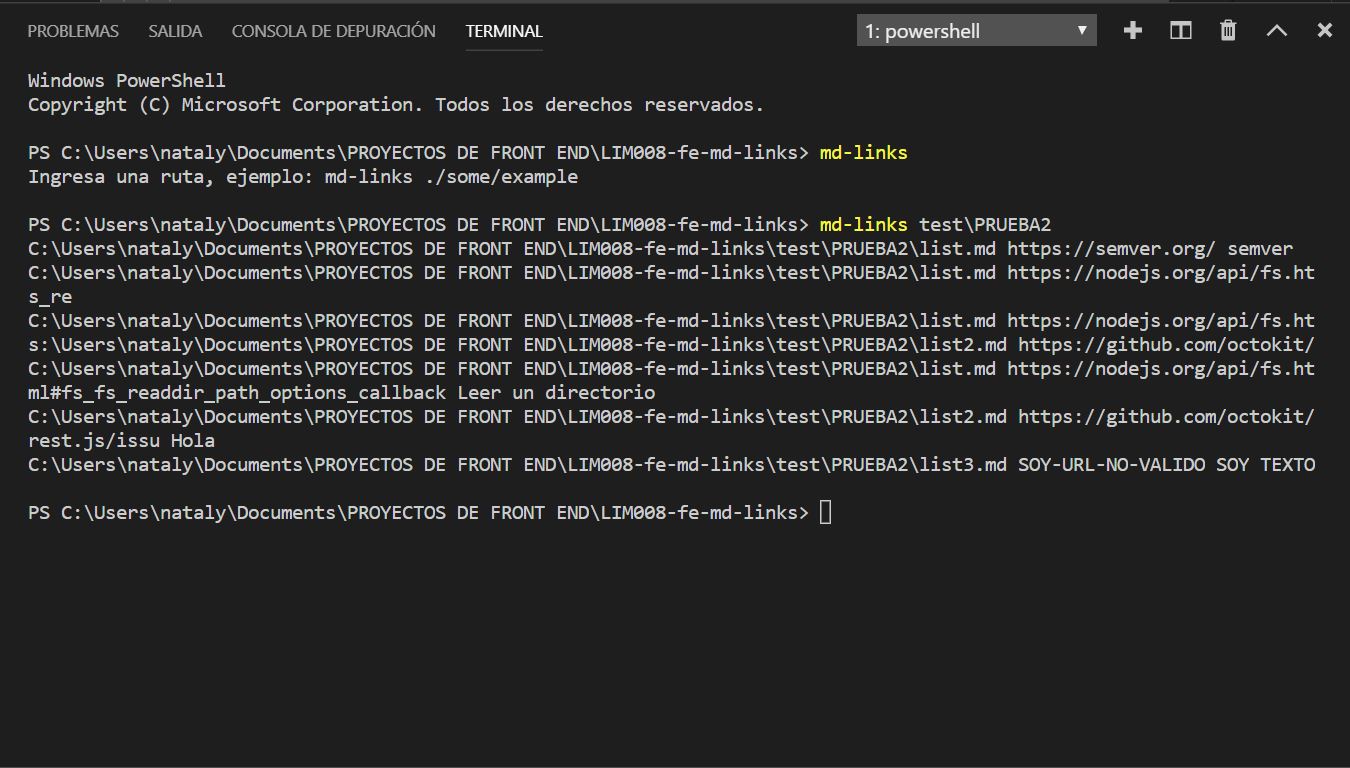 PROBLEMAS SALIDA CONSOLA DE DEPURACIÓN TERMINAL 1: powershell
Windows PowerShell
Copyright (C) Microsoft Corporation. Todos los derechos reservados.
PS C:\Users\nataly\Documents\PROYECTOS DE FRONT END\LIM008-fe-md-links> md-links
Ingresa una ruta, ejemplo: md-links ./some/example
PS C:\Users\nataly\Documents\PROYECTOS DE FRONT END\LIM008-fe-md-links> md-links test\PRUEBA2
C:\Users\nataly\Documents\PROYECTOS DE FRONT END\LIM008-fe-md-links\test\PRUEBA2\list.md https://semver.org/ semver
C:\Users\nataly\Documents\PROYECTOS DE FRONT END\LIM008-fe-md-links\test\PRUEBA2\list.md https://nodejs.org/api/fs.ht
s_re
C:\Users\nataly\Documents\PROYECTOS DE FRONT END\LIM008-fe-md-links\test\PRUEBA2\list.md https://nodejs.org/api/fs.ht
s:\Users\nataly\Documents\PROYECTOS DE FRONT END\LIM008-fe-md-links\test\PRUEBA2\list2.md https://github.com/octokit/
C:\Users\nataly\Documents\PROYECTOS DE FRONT END\LIM008-fe-md-links\test\PRUEBA2\list.md https://nodejs.org/api/fs.ht
ml#fs_fs_readdir_path_options_callback Leer un directorio
C:\Users\nataly\Documents\PROYECTOS DE FRONT END\LIM008-fe-md-links\test\PRUEBA2\list2.md https://github.com/octokit/
rest.js/issu Hola
C:\Users\nataly\Documents\PROYECTOS DE FRONT END\LIM008-fe-md-links\test\PRUEBA2\list3.md SOY-URL-NO-VALIDO SOY TEXTO
PS C:\Users\nataly\Documents\PROYECTOS DE FRONT END\LIM008-fe-md-links>